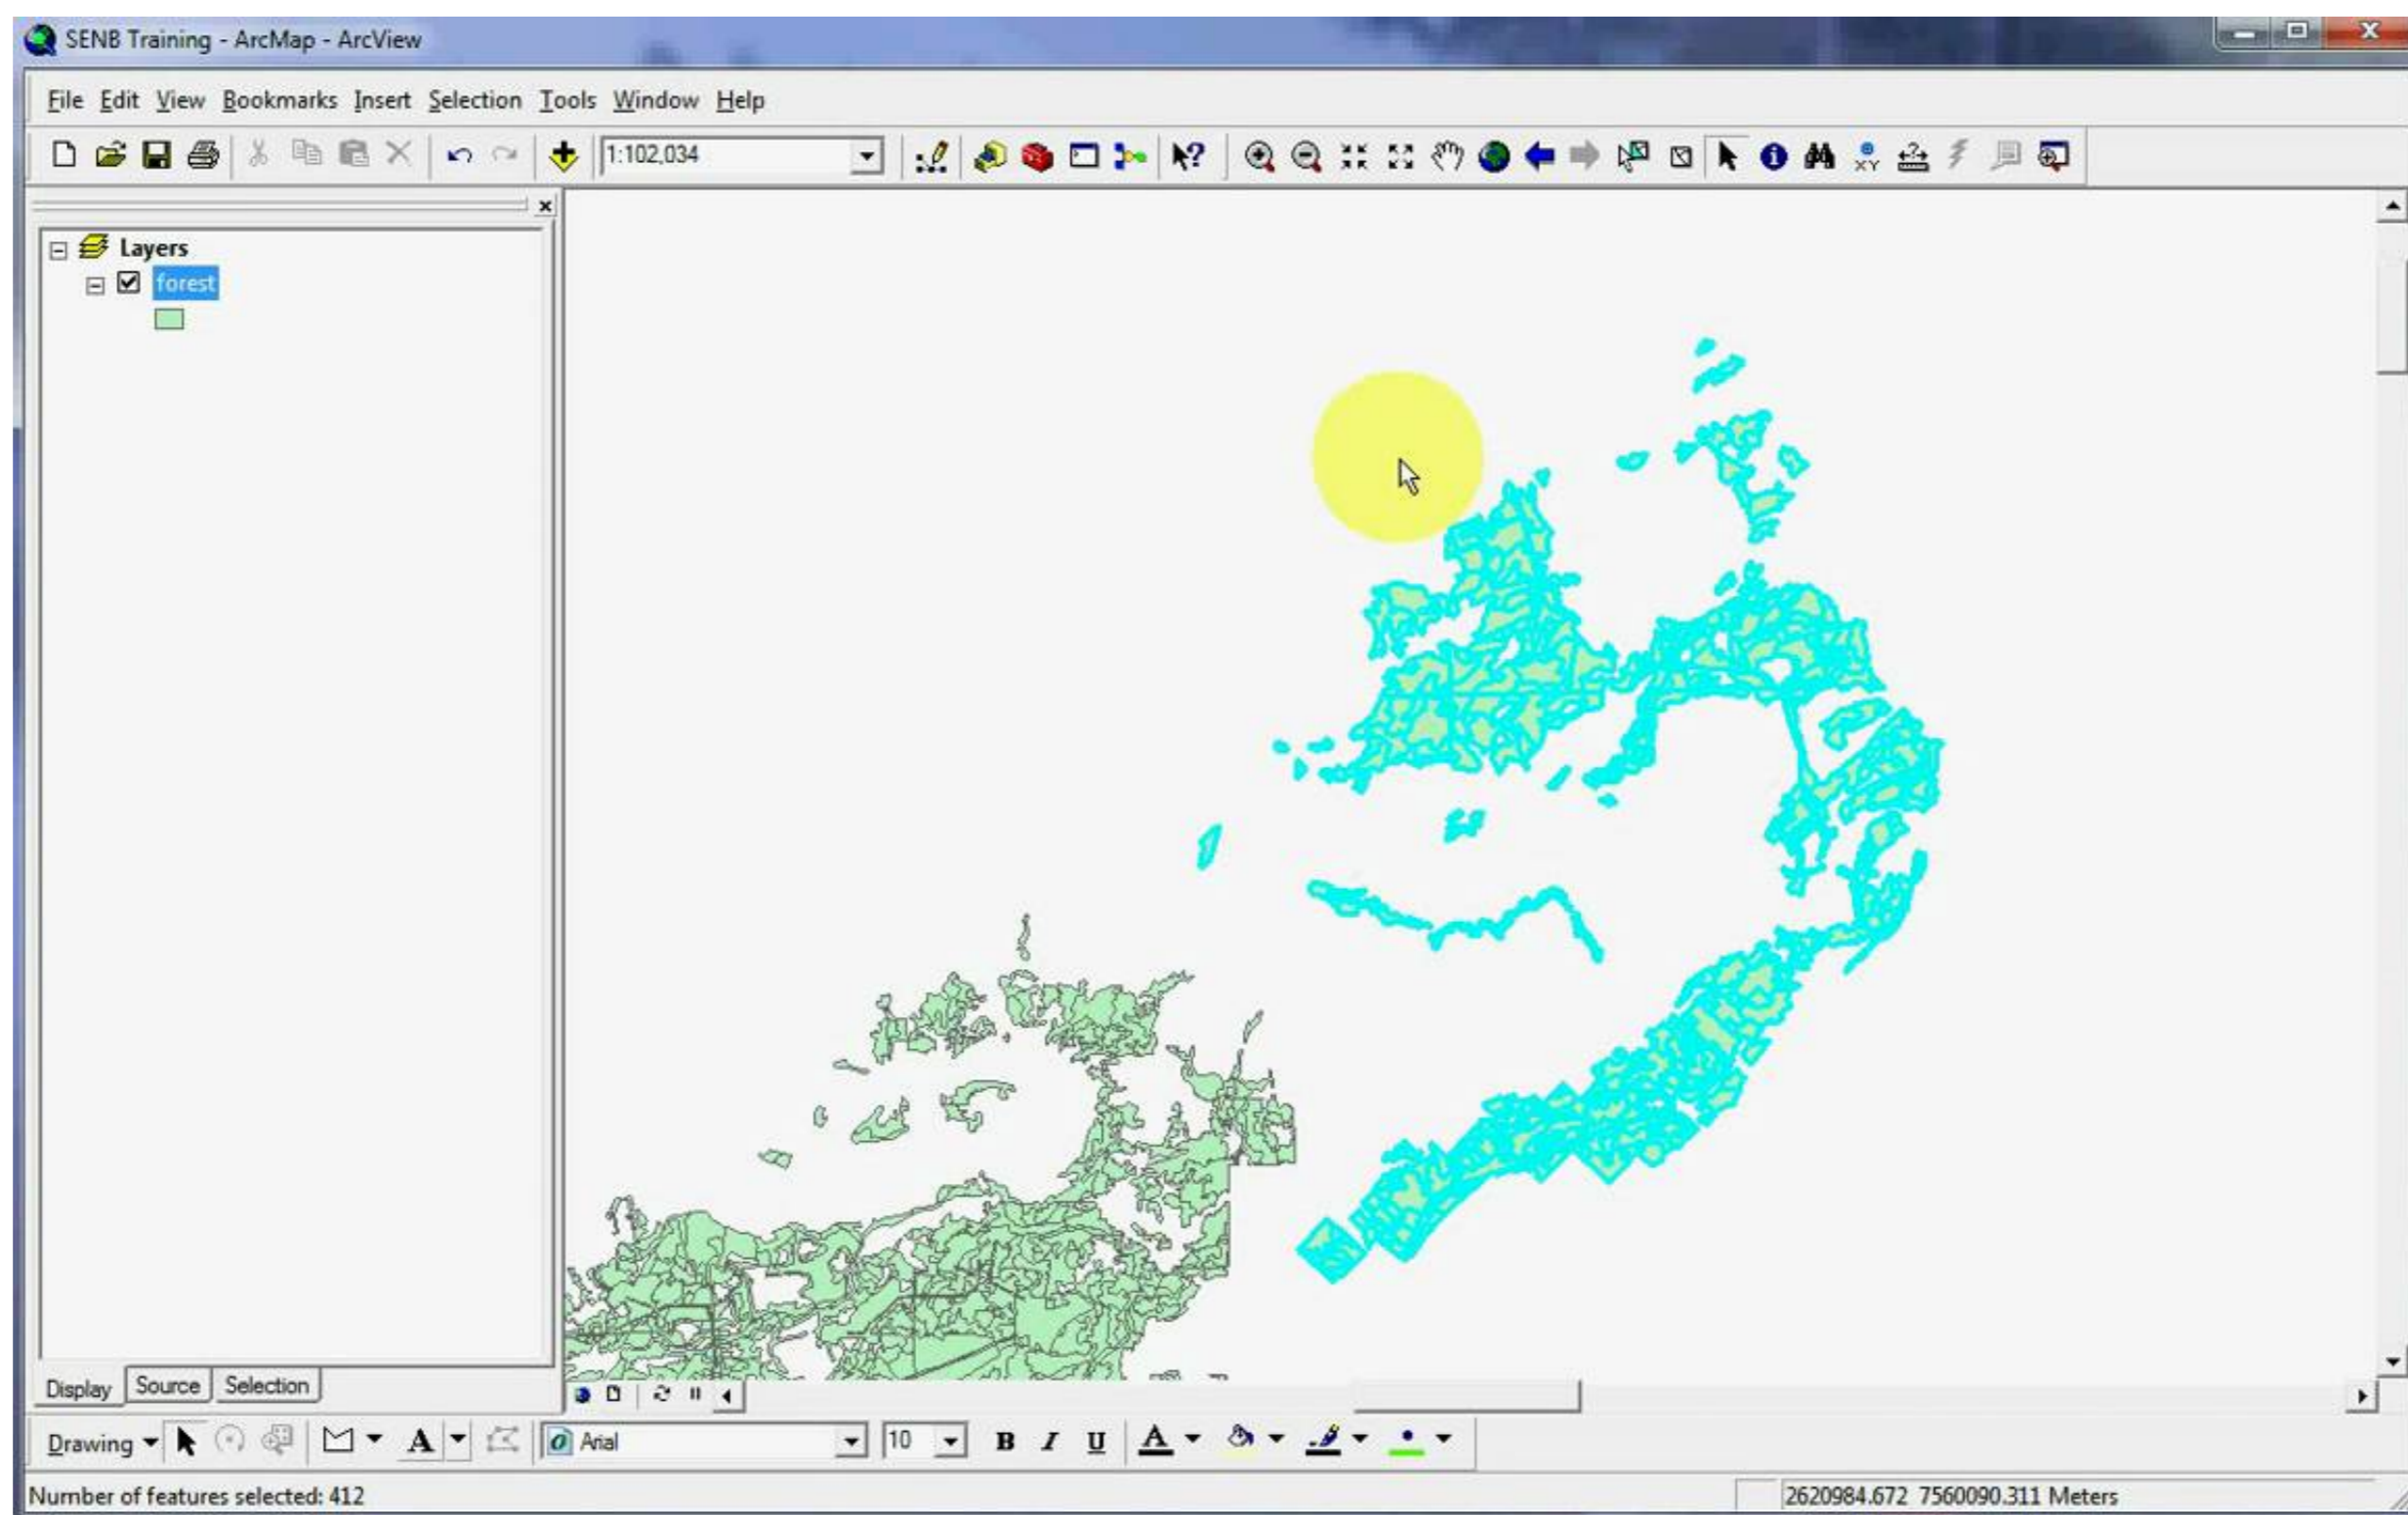 SENB Training - ArcMap - ArcView
File Edit View Bookmarks Insert Selection Tools Window Help
1:102,034
XY
Layers
forest
Display Source Selection
Drawing A Arial 10 B I U A
Number of features selected: 412
2620984.672 7560090.311 Meters